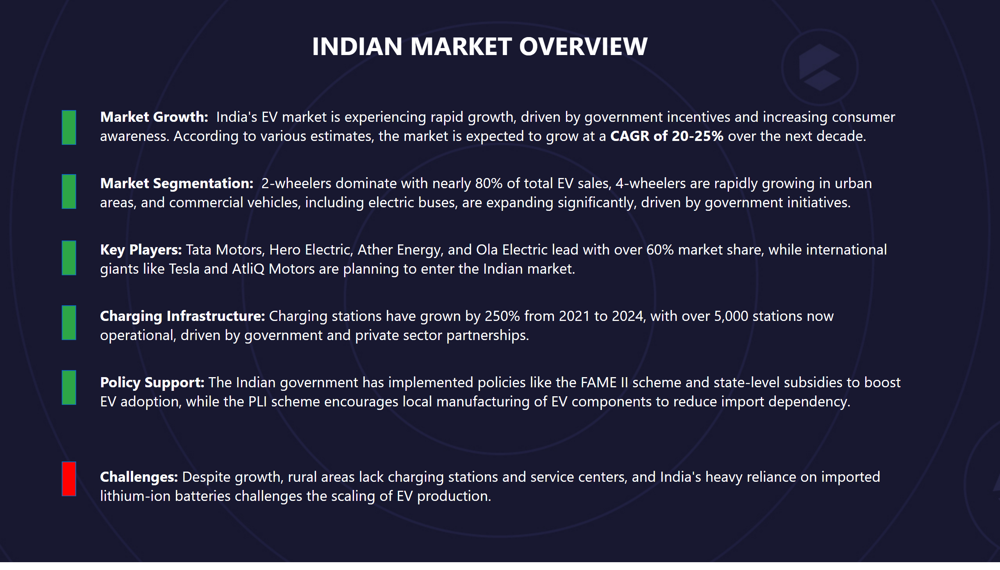 INDIAN MARKET OVERVIEW
Market Growth:  India's EV market is experiencing rapid growth, driven by government incentives and increasing consumer
awareness. According to various estimates, the market is expected to grow at a CAGR of 20-25% over the next decade.
Market Segmentation:  2-wheelers dominate with nearly 80% of total EV sales, 4-wheelers are rapidly growing in urban
areas, and commercial vehicles, including electric buses, are expanding significantly, driven by government initiatives.
Key Players: Tata Motors, Hero Electric, Ather Energy, and Ola Electric lead with over 60% market share, while international
giants like Tesla and AtliQ Motors are planning to enter the Indian market.
Charging Infrastructure: Charging stations have grown by 250% from 2021 to 2024, with over 5,000 stations now
operational, driven by government and private sector partnerships.
Policy Support: The Indian government has implemented policies like the FAME II scheme and state-level subsidies to boost
EV adoption, while the PLI scheme encourages local manufacturing of EV components to reduce import dependency.
Challenges: Despite growth, rural areas lack charging stations and service centers, and India's heavy reliance on imported
lithium-ion batteries challenges the scaling of EV production.